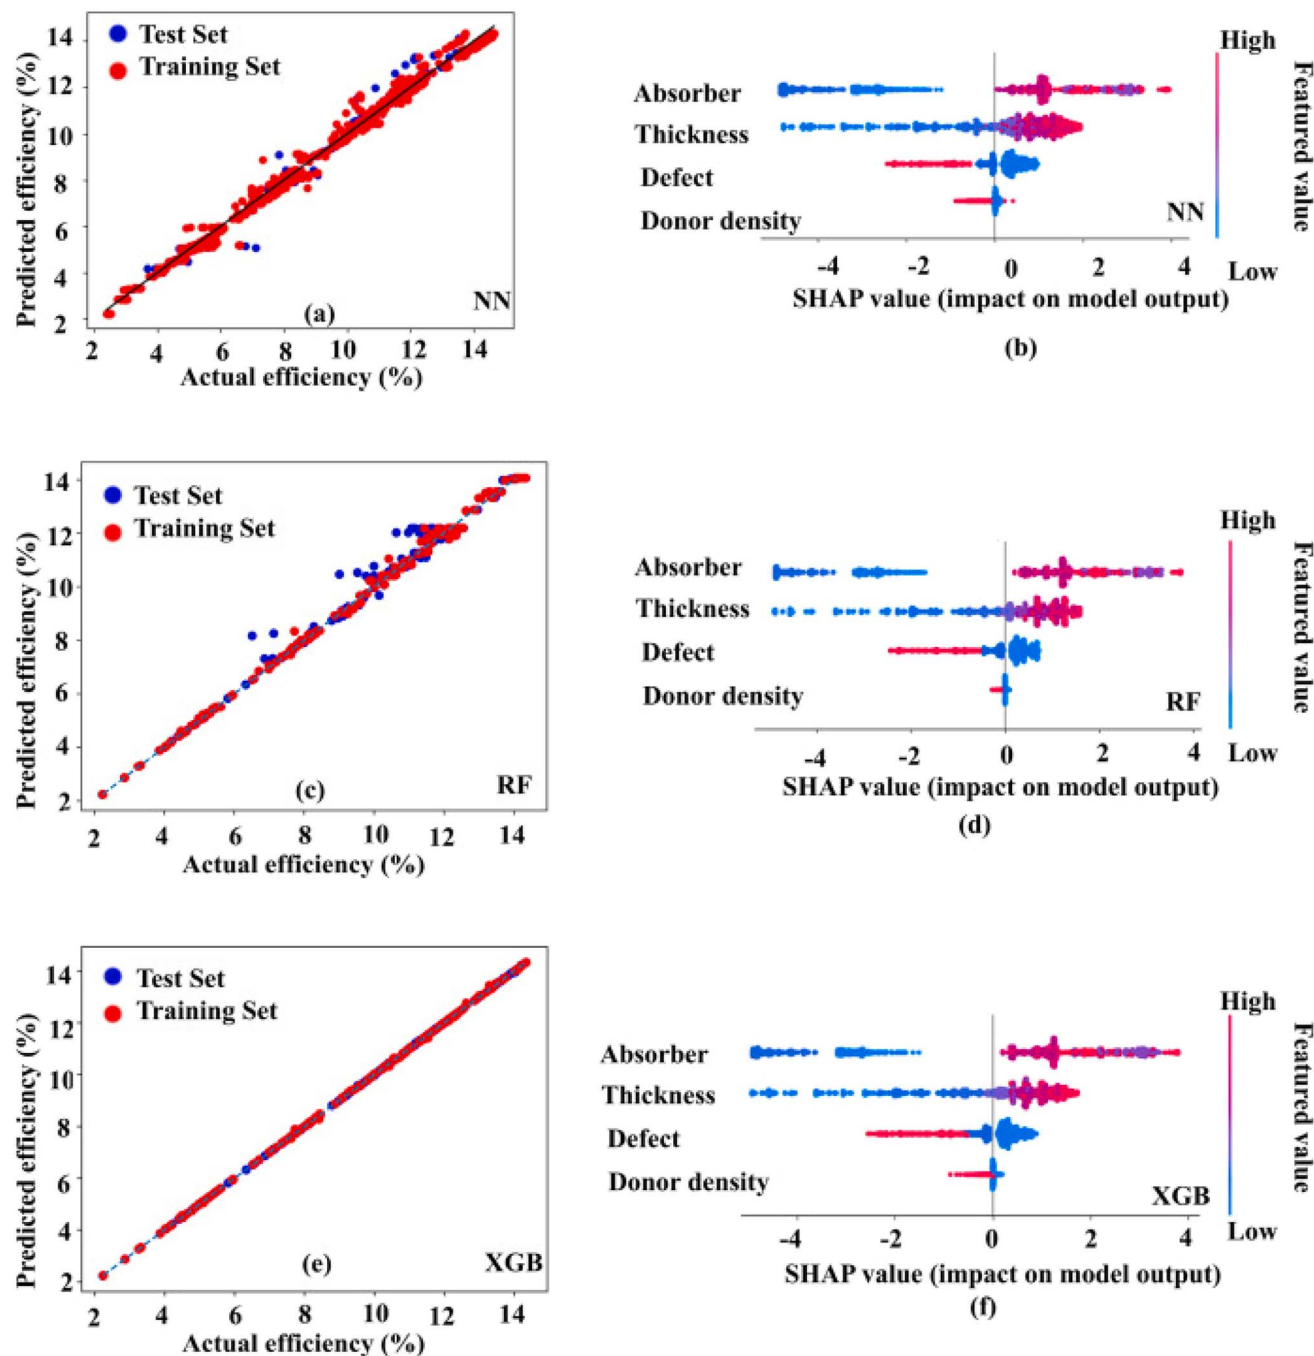 Test Set
Training Set
14
12
10
8
6
4
2
Predicted efficiency (%)
NN
(a)
2 4 6 8 10 12 14
Actual efficiency (%)
High
Absorber
Thickness
Defect
Donor density
NN
Featured value
Low
-4 -2 0 2 4
SHAP value (impact on model output)
(b)
Test Set
Training Set
14
12
10
8
6
4
2
Predicted efficiency (%)
(c)
RF
2 4 6 8 10 12 14
Actual efficiency (%)
High
Absorber
Thickness
Defect
Donor density
RF
Featured value
Low
-4 -2 0 2 4
SHAP value (impact on model output)
(d)
Test Set
Training Set
14
12
10
8
6
4
2
Predicted efficiency (%)
(e)
XGB
2 4 6 8 10 12 14
Actual efficiency (%)
High
Absorber
Thickness
Defect
Donor density
XGB
Featured value
Low
-4 -2 0 2 4
SHAP value (impact on model output)
(f)